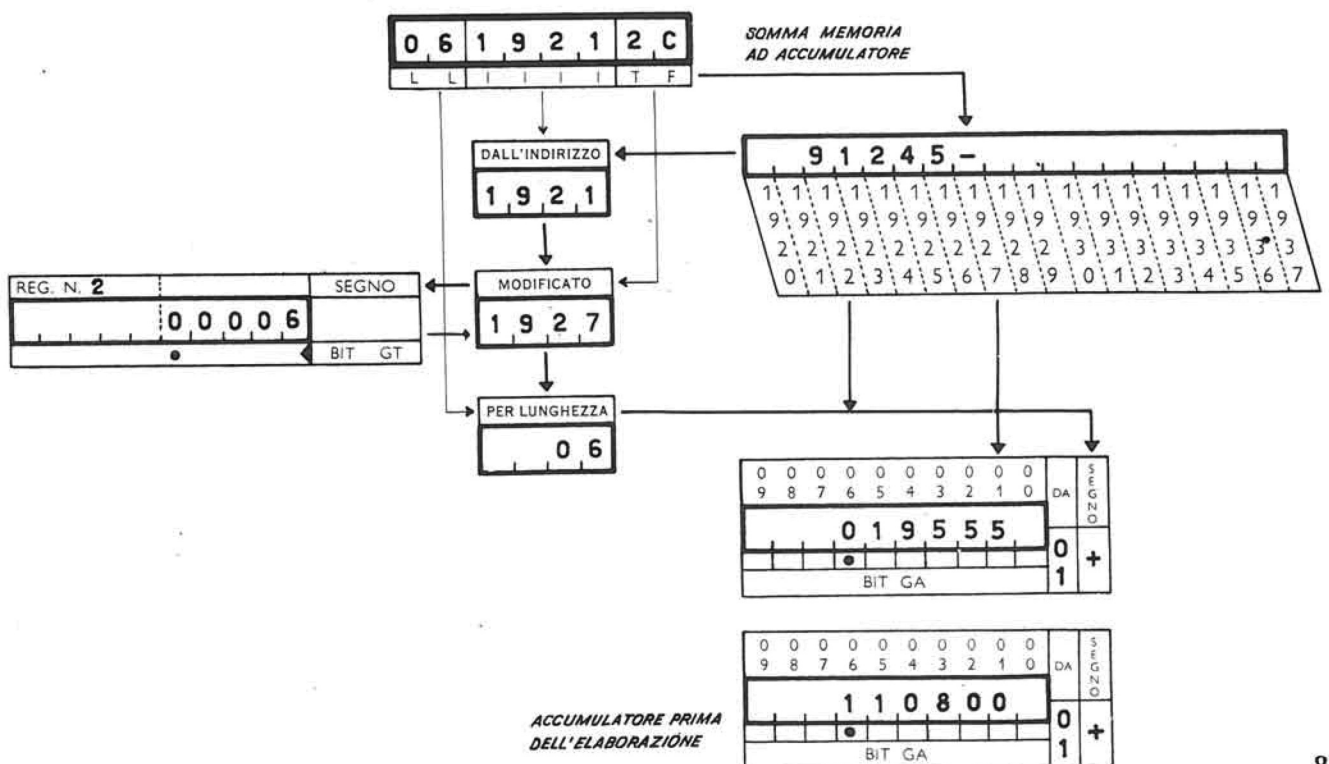 0 6 1 9 2 1 2 C
L L I I I I T F
SOMMA MEMORIA
AD ACCUMULATORE
DALL'INDIRIZZO
1 9 2 1
9 1 2 4 5 -
1 1 1 1 1 1 1 1 1 1 1 1 1 1 1 1 1 1
9 9 9 9 9 9 9 9 9 9 9 9 9 9 9 9 9 9
2 2 2 2 2 2 2 2 2 2 3 3 3 3 3 3 3 3
0 1 2 3 4 5 6 7 8 9 0 1 2 3 4 5 6 7
REG. N. 2 SEGNO
0 0 0 0 6
BIT GT
MODIFICATO
1 9 2 7
PER LUNGHEZZA
0 6
0 0 0 0 0 0 0 0 0 0
9 8 7 6 5 4 3 2 1 0 DA SEGNO
0 1 9 5 5 5
01 +
BIT GA
0 0 0 0 0 0 0 0 0 0
9 8 7 6 5 4 3 2 1 0 DA SEGNO
1 1 0 8 0 0
01 +
BIT GA
ACCUMULATORE PRIMA
DELL'ELABORAZIONE